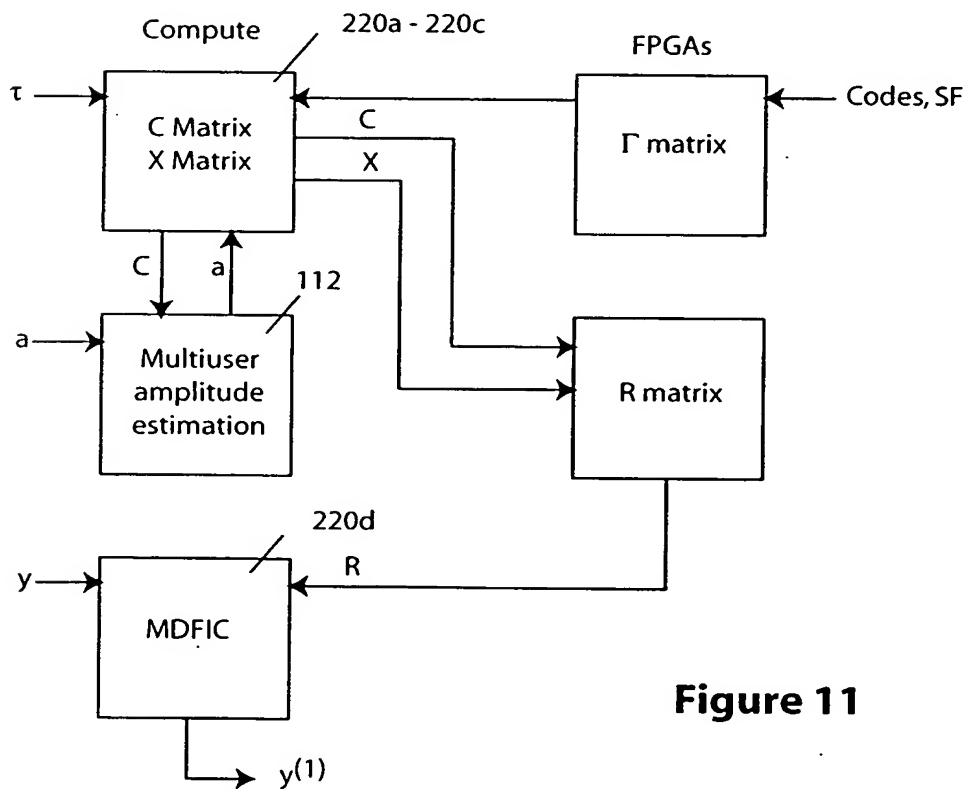 Compute
220a - 220c
FPGAs
τ
C Matrix
X Matrix
Γ matrix
Codes, SF
C
X
C
a
112
a
Multiuser
amplitude
estimation
R matrix
220d
R
y
MDFIC
y(1)
Figure 11